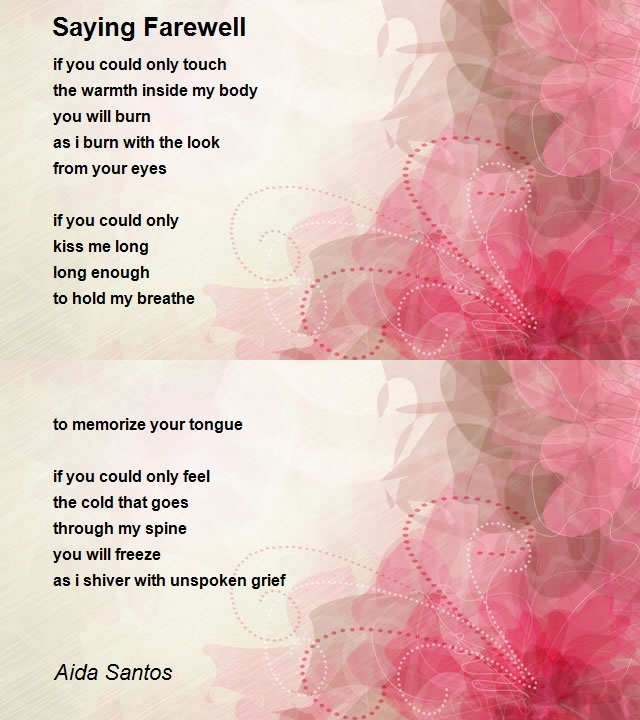 Saying Farewell
if you could only touch
the warmth inside my body
you will burn
as i burn with the look
from your eyes
if you could only
kiss me long
long enough
to hold my breathe
to memorize your tongue
if you could only feel
the cold that goes
through my spine
you will freeze
as i shiver with unspoken grief
Aida Santos